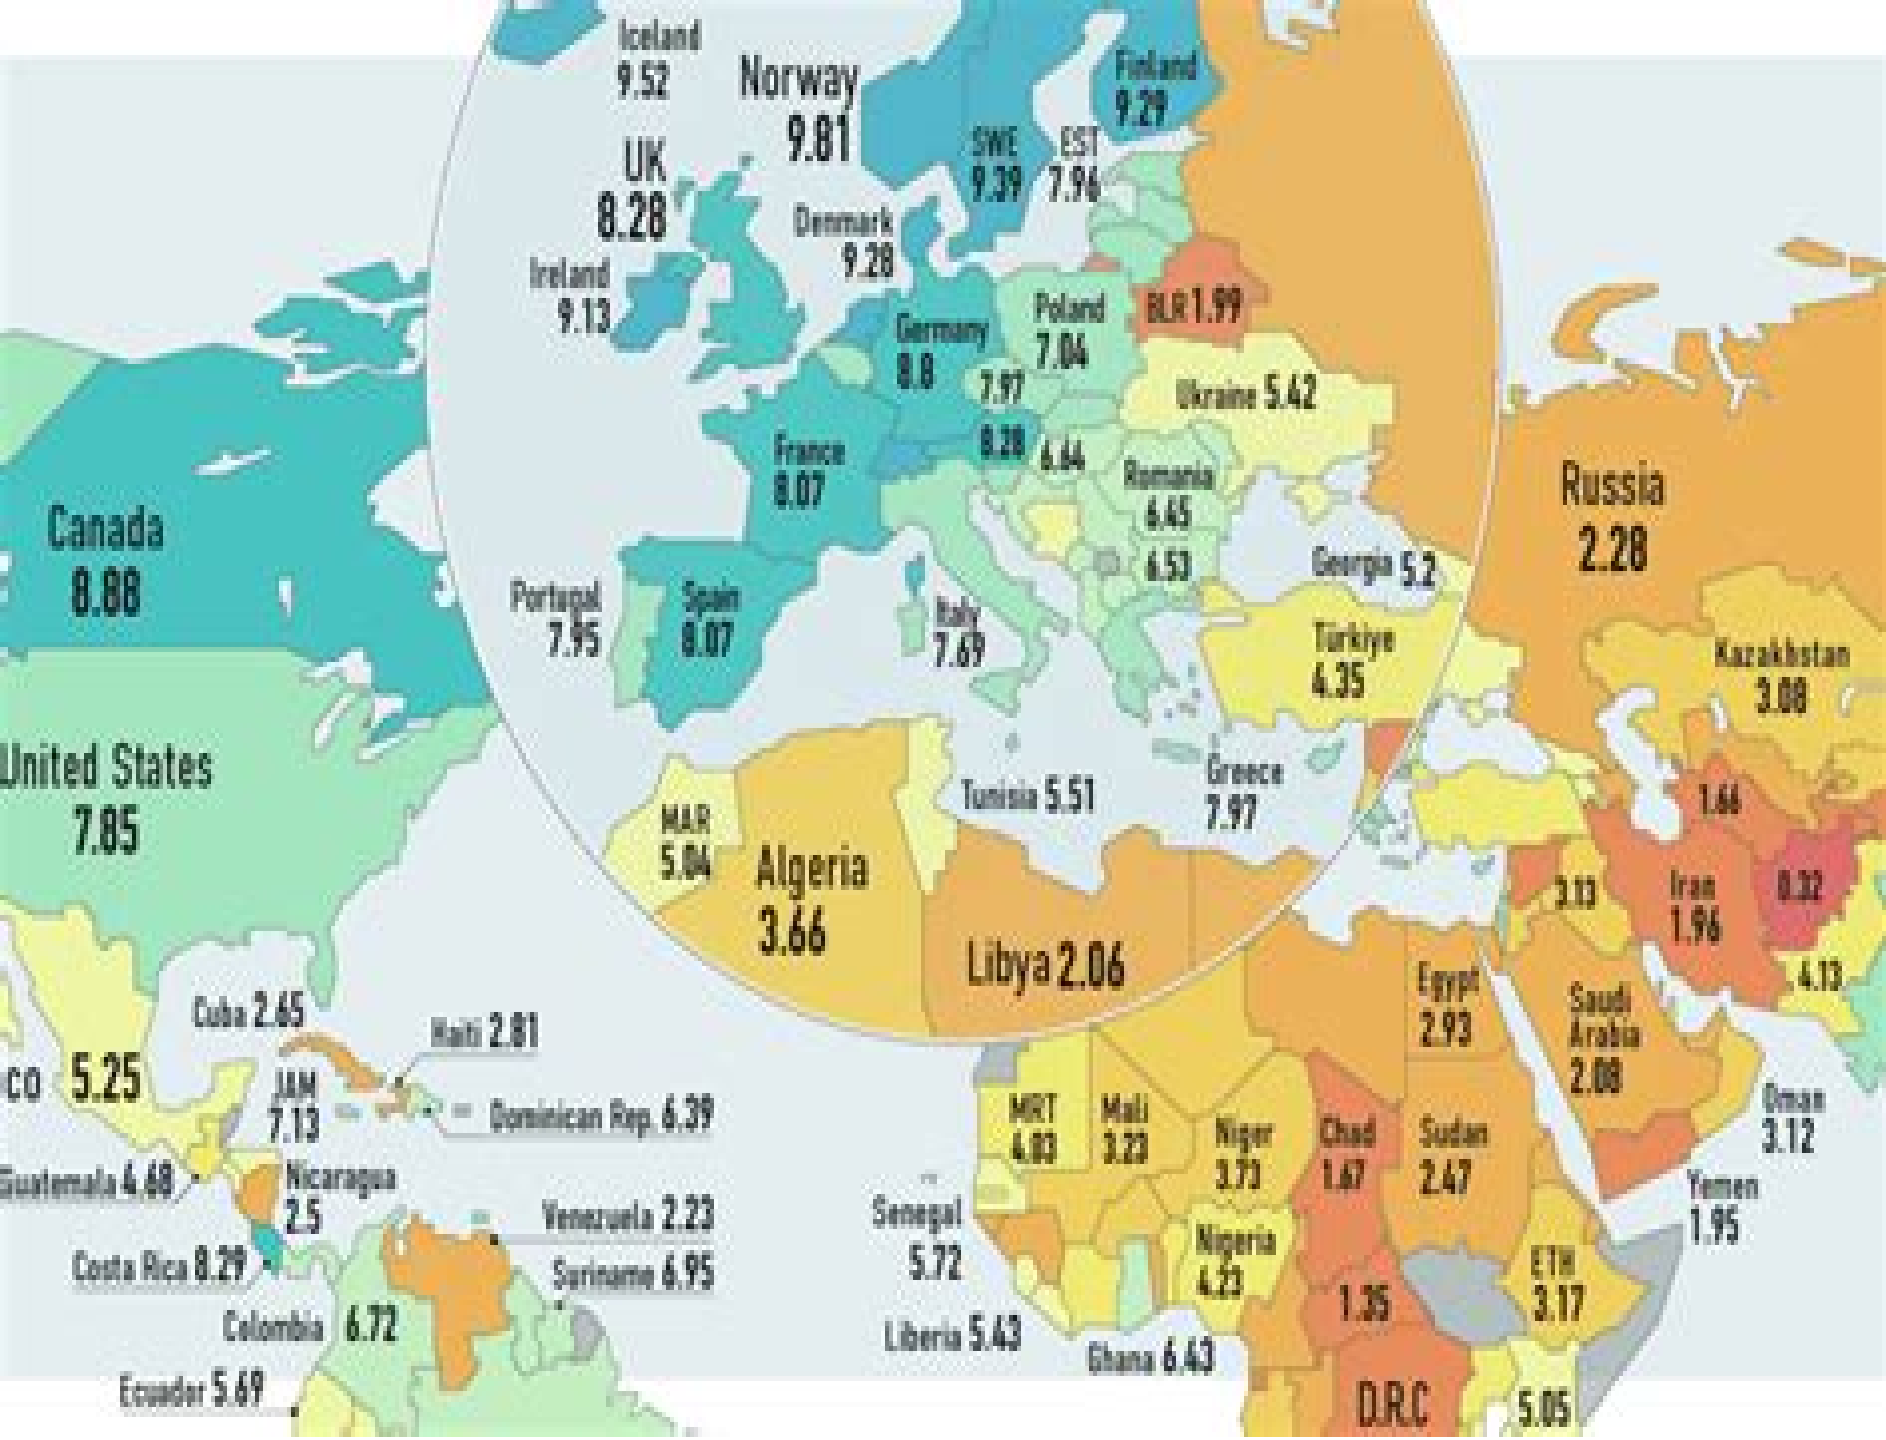 Iceland
9.52
Norway
9.81
Finland
9.29
SWE
9.39
EST
7.96
UK
8.28
Denmark
9.28
Ireland
9.13
Germany
8.8
Poland
7.04
BLR 1.99
7.97
Ukraine 5.42
8.28
6.64
France
8.07
Romania
6.45
6.53
Georgia 5.2
Russia
2.28
Canada
8.88
Portugal
7.95
Spain
8.07
Italy
7.69
Türkiye
4.35
Kazakhstan
3.08
United States
7.85
MAR
5.04
Algeria
3.66
Tunisia 5.51
Greece
7.97
Libya 2.06
1.66
3.13
Iran
1.96
0.32
4.13
Egypt
2.93
Saudi
Arabia
2.08
Cuba 2.65
Haiti 2.81
co 5.25
JAM
7.13
Dominican Rep. 6.39
MRT
4.03
Mali
3.23
Niger
3.73
Chad
1.67
Sudan
2.47
Oman
3.12
Guatemala 4.68
Nicaragua
2.5
Venezuela 2.23
Senegal
5.72
Nigeria
4.23
Yemen
1.95
Costa Rica 8.29
Suriname 6.95
ETH
3.17
1.35
Colombia 6.72
Liberia 5.43
Ghana 6.43
Ecuador 5.69
D.R.C
5.05